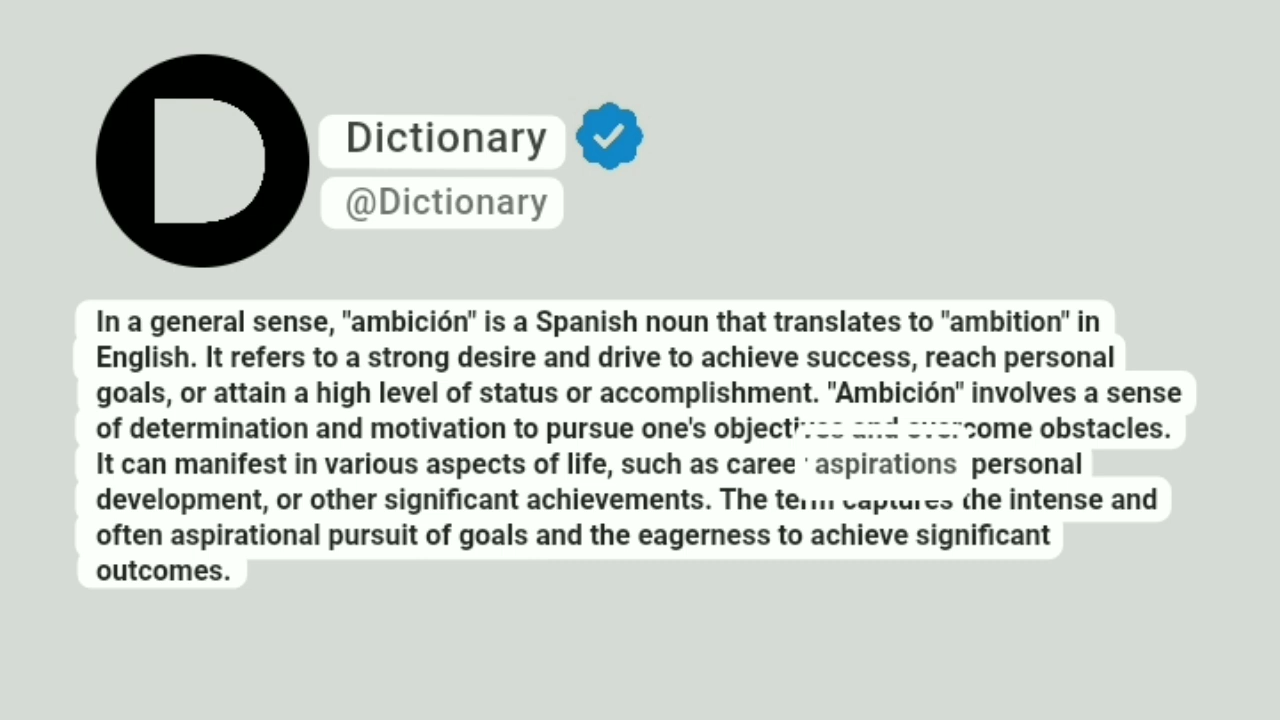 D
Dictionary
@Dictionary
In a general sense, "ambición" is a Spanish noun that translates to "ambition" in
English. It refers to a strong desire and drive to achieve success, reach personal
goals, or attain a high level of status or accomplishment. "Ambición" involves a sense
of determination and motivation to pursue one's objectives and overcome obstacles.
It can manifest in various aspects of life, such as caree aspirations personal
development, or other significant achievements. The term captures the intense and
often aspirational pursuit of goals and the eagerness to achieve significant
outcomes.